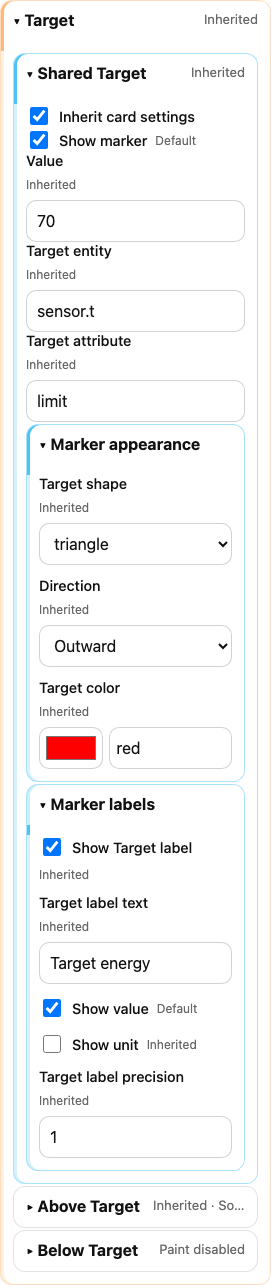 ▾ Target Inherited
▾ Shared Target Inherited
Inherit card settings
Show marker Default
Value
Inherited
70
Target entity
Inherited
sensor.t
Target attribute
Inherited
limit
▾ Marker appearance
Target shape
Inherited
triangle
Direction
Inherited
Outward
Target color
Inherited
red
▾ Marker labels
Show Target label
Inherited
Target label text
Inherited
Target energy
Show value Default
Show unit Inherited
Target label precision
Inherited
1
▸ Above Target Inherited · So...
▸ Below Target Paint disabled